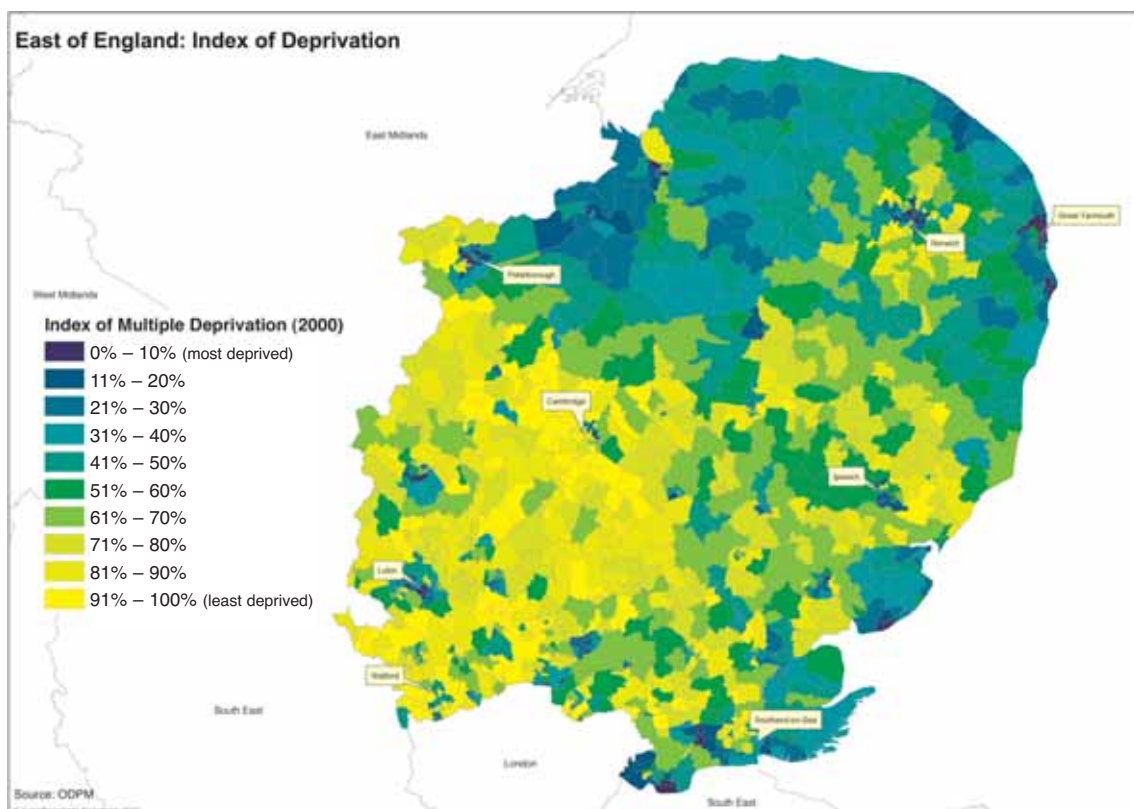 East of England: Index of Deprivation
East Midlands
West Midlands
Great Yarmouth
Norwich
Peterborough
Index of Multiple Deprivation (2000)
0% – 10% (most deprived)
11% – 20%
21% – 30%
31% – 40%
41% – 50%
51% – 60%
61% – 70%
71% – 80%
81% – 90%
91% – 100% (least deprived)
Cambridge
Ipswich
Luton
Watford
Southend-on-Sea
South East
London
South East
Source: ODPM